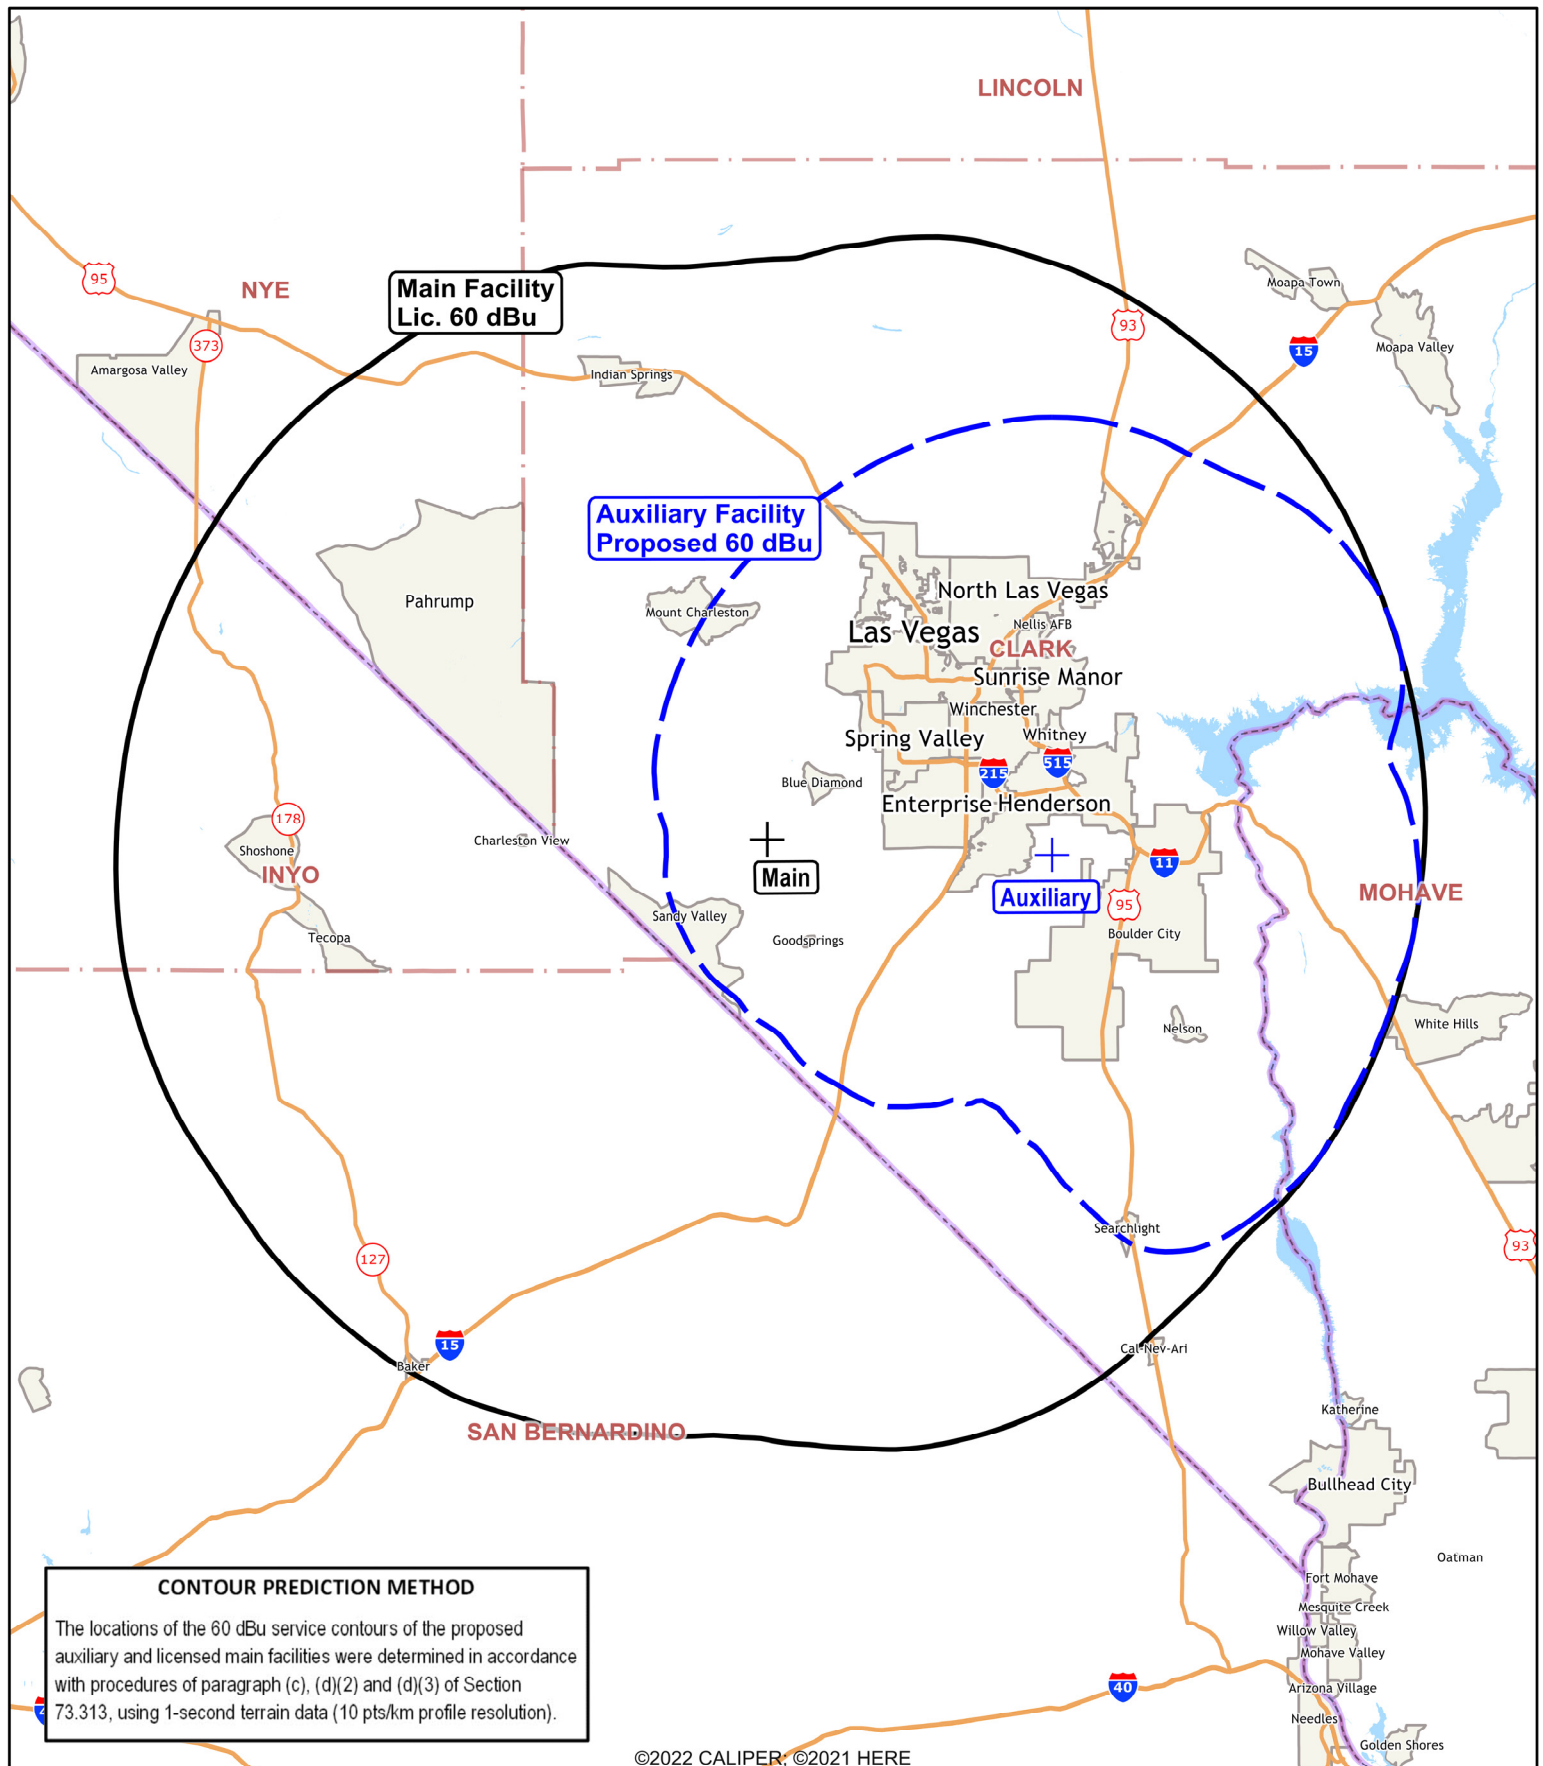 LINCOLN
95
NYE
Main Facility
Lic. 60 dBu
Moapa Town
93
373
15
Moapa Valley
Amargosa Valley
Indian Springs
Auxiliary Facility
Proposed 60 dBu
North Las Vegas
Pahrump
Mount Charleston
Nellis AFB
Las Vegas
CLARK
Sunrise Manor
Winchester
Spring Valley
Whitney
215
515
Blue Diamond
Enterprise
Henderson
178
Charleston View
Shoshone
INYO
Main
Auxiliary
11
95
MOHAVE
Sandy Valley
Goodsprings
Boulder City
Tecopa
Nelson
White Hills
Searchlight
93
127
15
Cal-Nev-Ari
Baker
SAN BERNARDINO
Katherine
Bullhead City
Oatman
Fort Mohave
Mesquite Creek
Willow Valley
Mohave Valley
Arizona Village
40
Needles
Golden Shores
CONTOUR PREDICTION METHOD
The locations of the 60 dBu service contours of the proposed
auxiliary and licensed main facilities were determined in accordance
with procedures of paragraph (c), (d)(2) and (d)(3) of Section
73.313, using 1-second terrain data (10 pts/km profile resolution).
©2022 CALIPER; ©2021 HERE